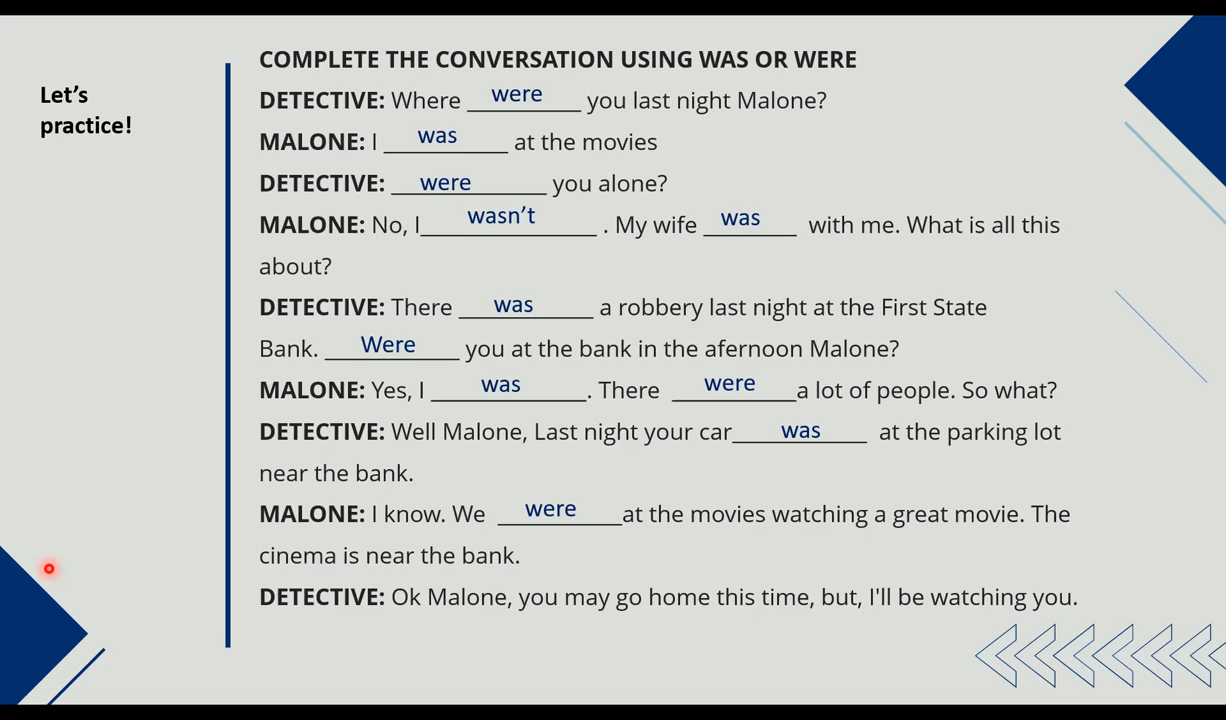 Let's
practice!
COMPLETE THE CONVERSATION USING WAS OR WERE
DETECTIVE: Where were you last night Malone?
MALONE: I was at the movies
DETECTIVE: were you alone?
MALONE: No, I wasn't . My wife was with me. What is all this
about?
DETECTIVE: There was a robbery last night at the First State
Bank. Were you at the bank in the afernoon Malone?
MALONE: Yes, I was. There were a lot of people. So what?
DETECTIVE: Well Malone, Last night your car was at the parking lot
near the bank.
MALONE: I know. We were at the movies watching a great movie. The
cinema is near the bank.
DETECTIVE: Ok Malone, you may go home this time, but, I'll be watching you.